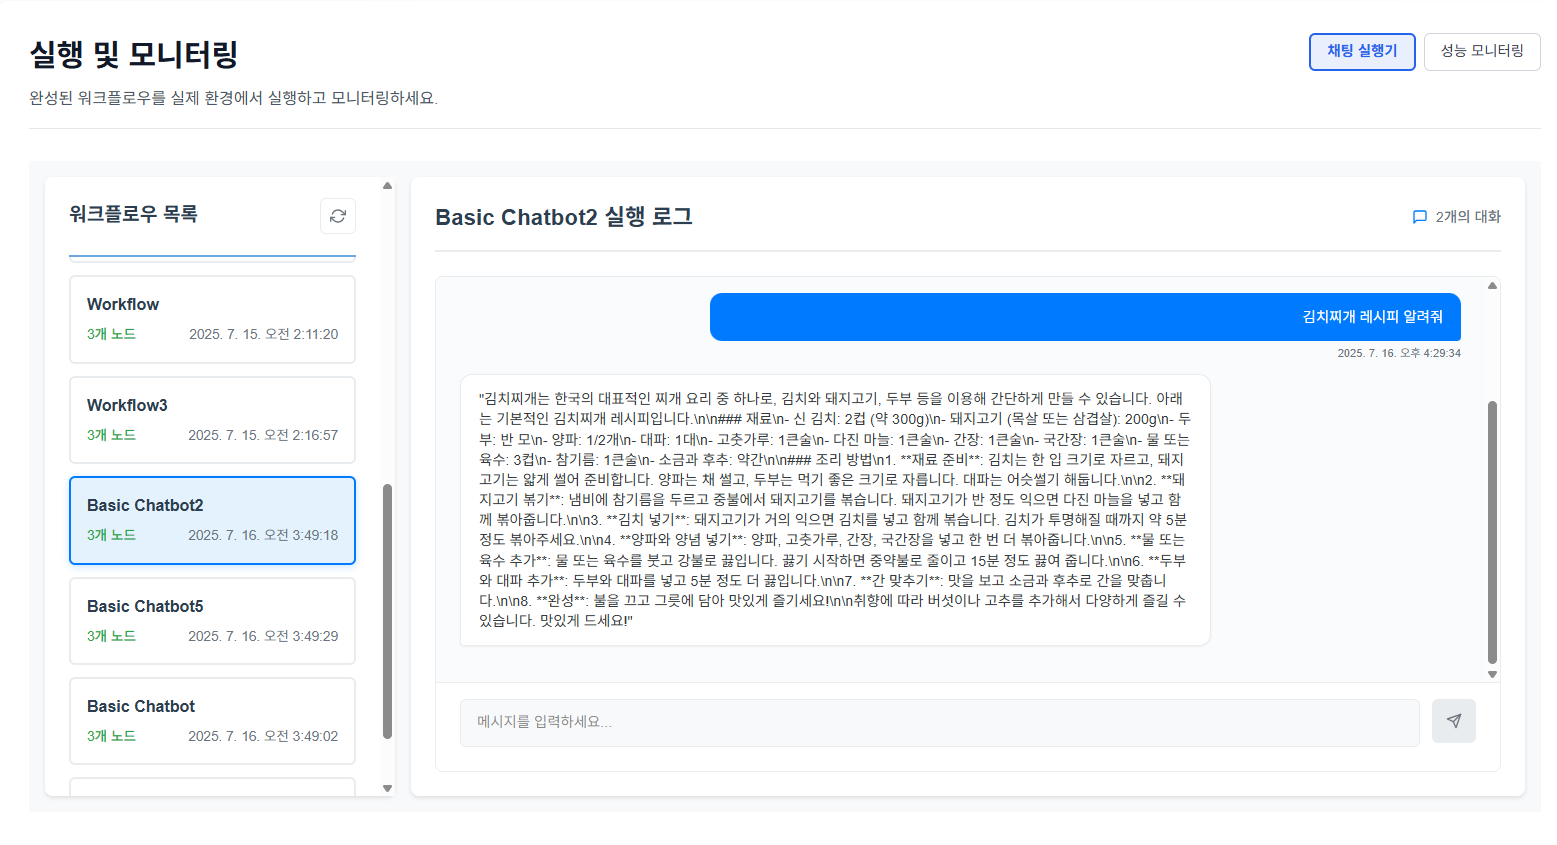 실행 및 모니터링
완성된 워크플로우를 실제 환경에서 실행하고 모니터링하세요.
채팅 실행기
성능 모니터링
워크플로우 목록
Workflow
3개 노드
2025. 7. 15. 오전 2:11:20
Workflow3
3개 노드
2025. 7. 15. 오전 2:16:57
Basic Chatbot2
3개 노드
2025. 7. 16. 오전 3:49:18
Basic Chatbot5
3개 노드
2025. 7. 16. 오전 3:49:29
Basic Chatbot
3개 노드
2025. 7. 16. 오전 3:49:02
Basic Chatbot2 실행 로그
2개의 대화
김치찌개 레시피 알려줘
2025. 7. 16. 오후 4:29:34
"김치찌개는 한국의 대표적인 찌개 요리 중 하나로, 김치와 돼지고기, 두부 등을 이용해 간단하게 만들 수 있습니다. 아래
는 기본적인 김치찌개 레시피입니다.\n\n### 재료\n- 신 김치: 2컵 (약 300g)\n- 돼지고기 (목살 또는 삼겹살): 200g\n- 두
부: 반 모\n- 양파: 1/2개\n- 대파: 1대\n- 고춧가루: 1큰술\n- 다진 마늘: 1큰술\n- 간장: 1큰술\n- 국간장: 1큰술\n- 물 또는
육수: 3컵\n- 참기름: 1큰술\n- 소금과 후추: 약간\n\n### 조리 방법\n1. **재료 준비**: 김치는 한 입 크기로 자르고, 돼지
고기는 얇게 썰어 준비합니다. 양파는 채 썰고, 두부는 먹기 좋은 크기로 자릅니다. 대파는 어슷썰기 해둡니다.\n\n2. **돼
지고기 볶기**: 냄비에 참기름을 두르고 중불에서 돼지고기를 볶습니다. 돼지고기가 반 정도 익으면 다진 마늘을 넣고 함
께 볶아줍니다.\n\n3. **김치 넣기**: 돼지고기가 거의 익으면 김치를 넣고 함께 볶습니다. 김치가 투명해질 때까지 약 5분
정도 볶아주세요.\n\n4. **양파와 양념 넣기**: 양파, 고춧가루, 간장, 국간장을 넣고 한 번 더 볶아줍니다.\n\n5. **물 또는
육수 추가**: 물 또는 육수를 붓고 강불로 끓입니다. 끓기 시작하면 중약불로 줄이고 15분 정도 끓여 줍니다.\n\n6. **두부
와 대파 추가**: 두부와 대파를 넣고 5분 정도 더 끓입니다.\n\n7. **간 맞추기**: 맛을 보고 소금과 후추로 간을 맞춥니
다.\n\n8. **완성**: 불을 끄고 그릇에 담아 맛있게 즐기세요!\n\n취향에 따라 버섯이나 고추를 추가해서 다양하게 즐길 수
있습니다. 맛있게 드세요!"
메시지를 입력하세요...